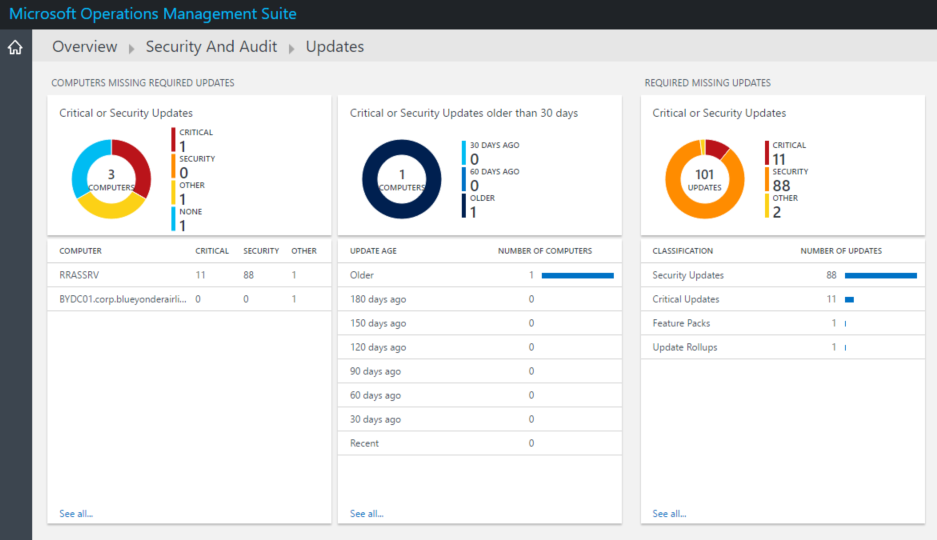 Microsoft Operations Management Suite
Overview Security And Audit Updates
COMPUTERS MISSING REQUIRED UPDATES
Critical or Security Updates
3
COMPUTERS
CRITICAL
1
SECURITY
0
OTHER
1
NONE
1
COMPUTER CRITICAL SECURITY OTHER
RRASSRV 11 88 1
BYDC01.corp.blueyonderairli... 0 0 1
See all...
Critical or Security Updates older than 30 days
1
COMPUTERS
30 DAYS AGO
0
60 DAYS AGO
0
OLDER
1
UPDATE AGE NUMBER OF COMPUTERS
Older 1
180 days ago 0
150 days ago 0
120 days ago 0
90 days ago 0
60 days ago 0
30 days ago 0
Recent 0
See all...
REQUIRED MISSING UPDATES
Critical or Security Updates
101
UPDATES
CRITICAL
11
SECURITY
88
OTHER
2
CLASSIFICATION NUMBER OF UPDATES
Security Updates 88
Critical Updates 11
Feature Packs 1
Update Rollups 1
See all...